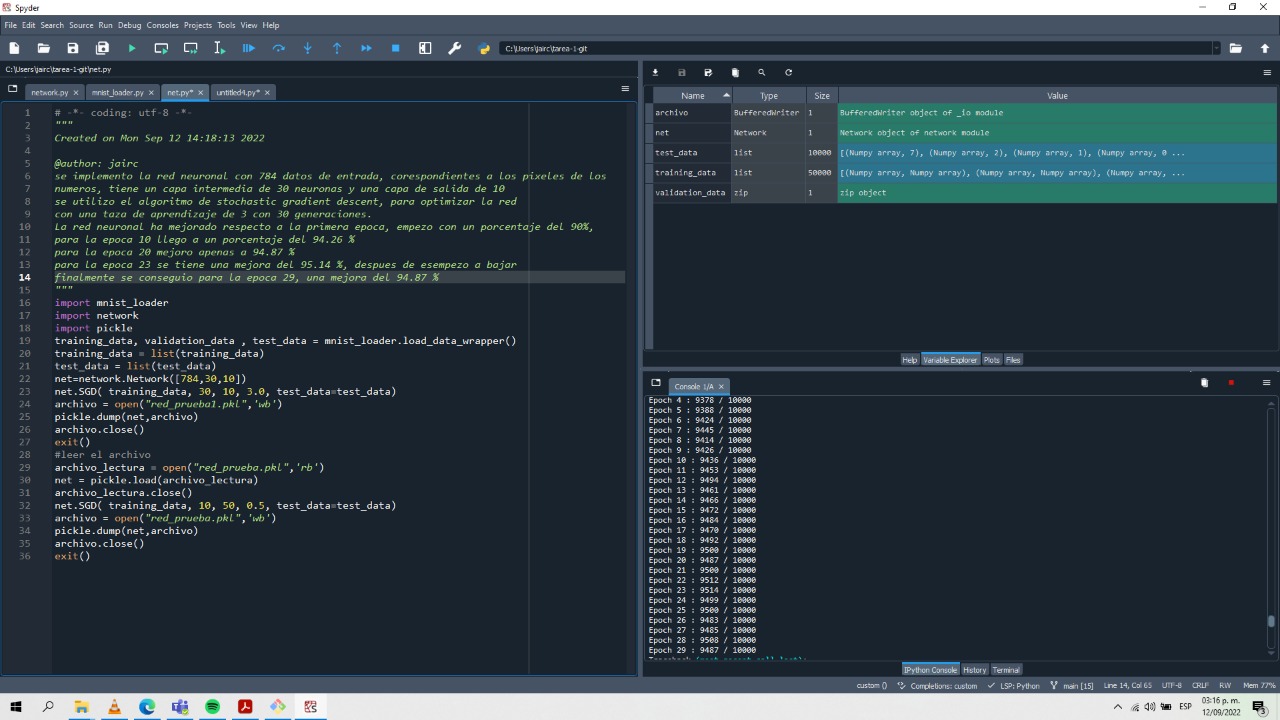 Spyder
File Edit Search Source Run Debug Consoles Projects Tools View Help
C:\Users\jairc\tarea-1-git
C:\Users\jairc\tarea-1-git\net.py
network.py mnist_loader.py net.py* untitled4.py*
1 # -*- coding: utf-8 -*-
2 """
3 Created on Mon Sep 12 14:18:13 2022
4
5 @author: jairc
6 se implemento la red neuronal con 784 datos de entrada, corespondientes a los pixeles de los
7 numeros, tiene un capa intermedia de 30 neuronas y una capa de salida de 10
8 se utilizo el algoritmo de stochastic gradient descent, para optimizar la red
9 con una taza de aprendizaje de 3 con 30 generaciones.
10 La red neuronal ha mejorado respecto a la primera epoca, empezo con un porcentaje del 90%,
11 para la epoca 10 llego a un porcentaje del 94.26 %
12 para la epoca 20 mejoro apenas a 94.87 %
13 para la epoca 23 se tiene una mejora del 95.14 %, despues de esempezo a bajar
14 finalmente se conseguio para la epoca 29, una mejora del 94.87 %
15 """
16 import mnist_loader
17 import network
18 import pickle
19 training_data, validation_data , test_data = mnist_loader.load_data_wrapper()
20 training_data = list(training_data)
21 test_data = list(test_data)
22 net=network.Network([784,30,10])
23 net.SGD( training_data, 30, 10, 3.0, test_data=test_data)
24 archivo = open("red_prueba1.pkl",'wb')
25 pickle.dump(net,archivo)
26 archivo.close()
27 exit()
28 #leer el archivo
29 archivo_lectura = open("red_prueba.pkl",'rb')
30 net = pickle.load(archivo_lectura)
31 archivo_lectura.close()
32 net.SGD( training_data, 10, 50, 0.5, test_data=test_data)
33 archivo = open("red_prueba.pkl",'wb')
34 pickle.dump(net,archivo)
35 archivo.close()
36 exit()
Name Type Size Value
archivo BufferedWriter 1 BufferedWriter object of _io module
net Network 1 Network object of network module
test_data list 10000 [(Numpy array, 7), (Numpy array, 2), (Numpy array, 1), (Numpy array, 0 ...
training_data list 50000 [(Numpy array, Numpy array), (Numpy array, Numpy array), (Numpy array, ...
validation_data zip 1 zip object
Help Variable Explorer Plots Files
Console 1/A
Epoch 4 : 9378 / 10000
Epoch 5 : 9388 / 10000
Epoch 6 : 9424 / 10000
Epoch 7 : 9445 / 10000
Epoch 8 : 9414 / 10000
Epoch 9 : 9426 / 10000
Epoch 10 : 9436 / 10000
Epoch 11 : 9453 / 10000
Epoch 12 : 9494 / 10000
Epoch 13 : 9461 / 10000
Epoch 14 : 9466 / 10000
Epoch 15 : 9472 / 10000
Epoch 16 : 9484 / 10000
Epoch 17 : 9470 / 10000
Epoch 18 : 9492 / 10000
Epoch 19 : 9500 / 10000
Epoch 20 : 9487 / 10000
Epoch 21 : 9500 / 10000
Epoch 22 : 9512 / 10000
Epoch 23 : 9514 / 10000
Epoch 24 : 9499 / 10000
Epoch 25 : 9500 / 10000
Epoch 26 : 9483 / 10000
Epoch 27 : 9485 / 10000
Epoch 28 : 9508 / 10000
Epoch 29 : 9487 / 10000
IPython Console History Terminal
custom () Completions: custom LSP: Python main [15] Line 14, Col 65 UTF-8 CRLF RW Mem 77%
ESP 03:16 p. m.
12/09/2022 3